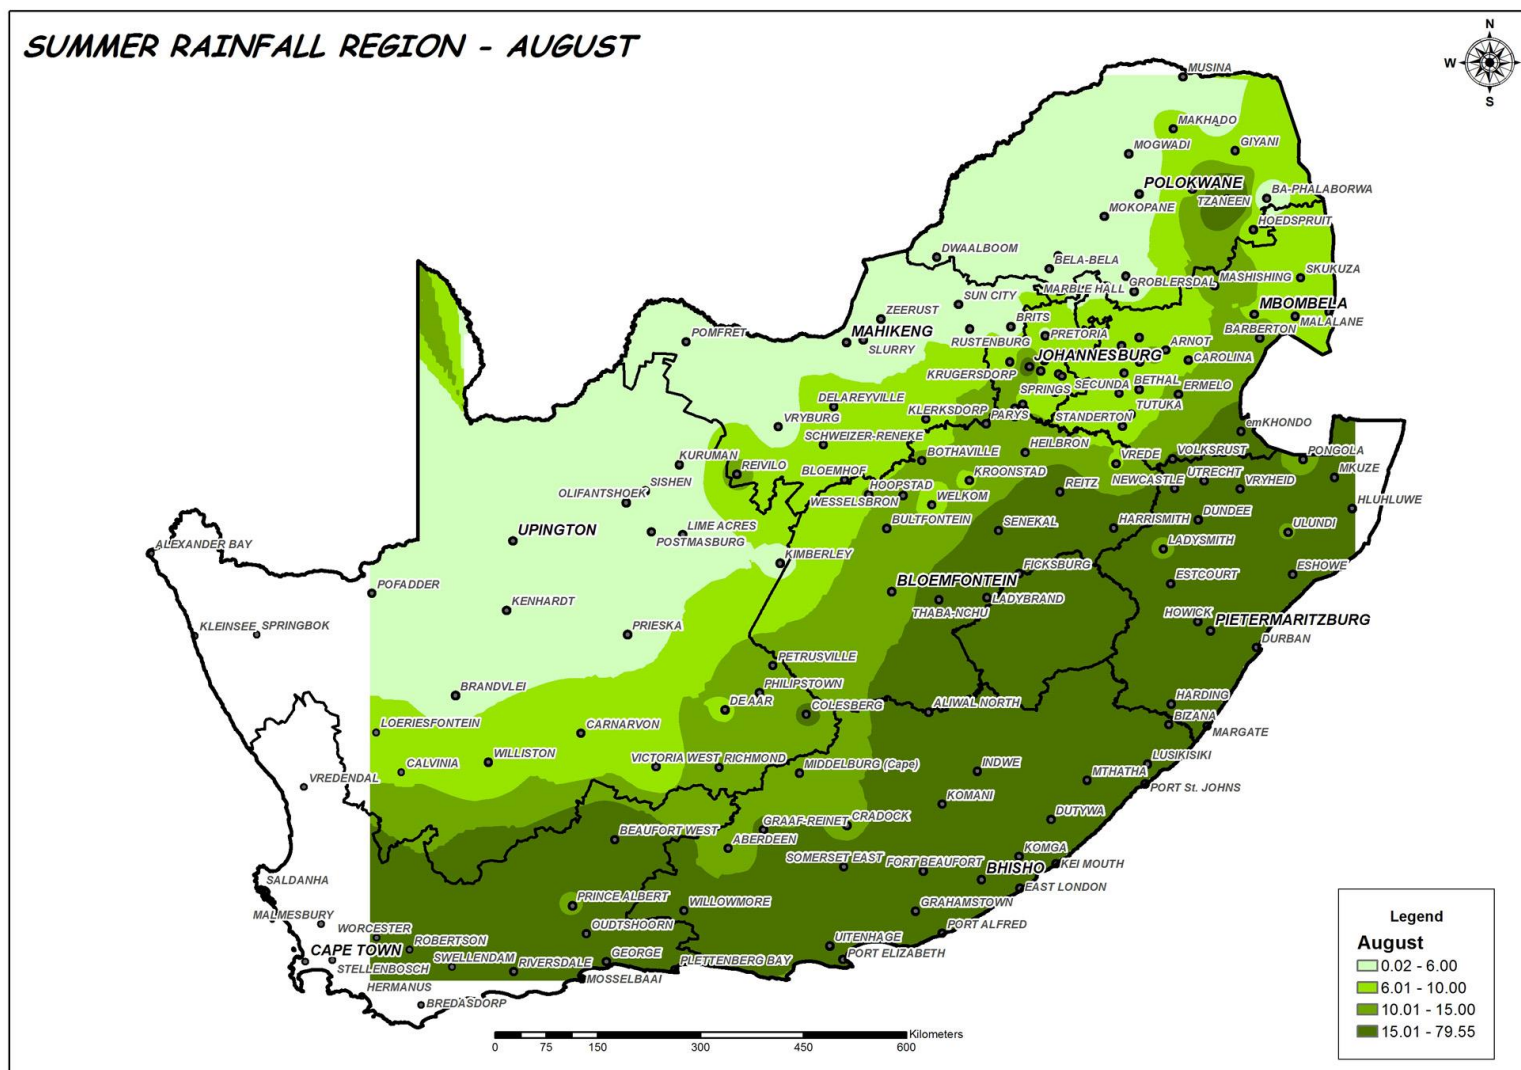 SUMMER RAINFALL REGION - AUGUST
N
W
S
MUSINA
MAKHADO
MOGWADI
GIYANI
POLOKWANE
BA-PHALABORWA
TZANEEN
MOKOPANE
HOEDSPRUIT
DWAALBOOM
BELA-BELA
SKUKUZA
GROBLERSDAL
MASHISHING
MARBLE HALL
SUN CITY
MBOMBELA
ZEERUST
MALALANE
BRITS
BARBERTON
MAHIKENG
PRETORIA
POMFRET
RUSTENBURG
SLURRY
ARNOT
JOHANNESBURG
CAROLINA
KRUGERSDORP
SECUNDA
BETHAL
ERMELO
SPRINGS
DELAREYVILLE
TUTUKA
KLERKSDORP
PARYS
STANDERTON
VRYBURG
emKHONDO
SCHWEIZER-RENEKE
HEILBRON
VOLKSRUST
KURUMAN
BOTHAVILLE
VREDE
PONGOLA
REIVILO
BLOEMHOF
KROONSTAD
MKUZE
SISHEN
HOOPSTAD
REITZ
NEWCASTLE
UTRECHT
VRYHEID
OLIFANTSHOEK
WESSELSBRON
WELKOM
HLUHLUWE
DUNDEE
UPINGTON
LIME ACRES
BULTFONTEIN
SENEKAL
HARRISMITH
ULUNDI
POSTMASBURG
ALEXANDER BAY
LADYSMITH
KIMBERLEY
FICKSBURG
ESHOWE
POFADDER
BLOEMFONTEIN
ESTCOURT
KENHARDT
LADYBRAND
THABA-NCHU
HOWICK
PIETERMARITZBURG
KLEINSEE
SPRINGBOK
PRIESKA
DURBAN
PETRUSVILLE
BRANDVLEI
PHILIPSTOWN
HARDING
DE AAR
COLESBERG
ALIWAL NORTH
LOERIESFONTEIN
CARNARVON
BIZANA
MARGATE
WILLISTON
VICTORIA WEST
RICHMOND
LUSIKISIKI
CALVINIA
MIDDELBURG (Cape)
INDWE
VREDENDAL
MTHATHA
PORT St. JOHNS
KOMANI
DUTYWA
GRAAF-REINET
CRADOCK
BEAUFORT WEST
ABERDEEN
KOMGA
SOMERSET EAST
FORT BEAUFORT
BHISHO
KEI MOUTH
SALDANHA
EAST LONDON
PRINCE ALBERT
WILLOWMORE
GRAHAMSTOWN
MALMESBURY
WORCESTER
OUDTSHOORN
PORT ALFRED
CAPE TOWN
ROBERTSON
UITENHAGE
STELLENBOSCH
SWELLENDAM
RIVERSDALE
GEORGE
PLETTENBERG BAY
PORT ELIZABETH
MOSSELBAAI
HERMANUS
BREDASDORP
Kilometers
0 75 150 300 450 600
Legend
August
0.02 - 6.00
6.01 - 10.00
10.01 - 15.00
15.01 - 79.55